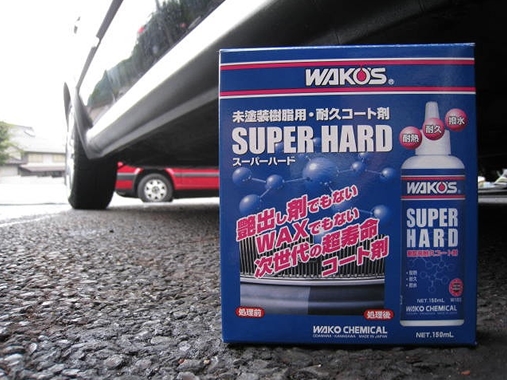 WAKO'S®
未塗装樹脂用・耐久コート剤
SUPER HARD
スーパーハード
耐熱 耐久 撥水
艶出し剤でもない
WAXでもない
次世代の超寿命
コート剤
WAKO'S
SUPER
HARD
NET.150mL
処理前 処理後
WAKO CHEMICAL
NET.150mL